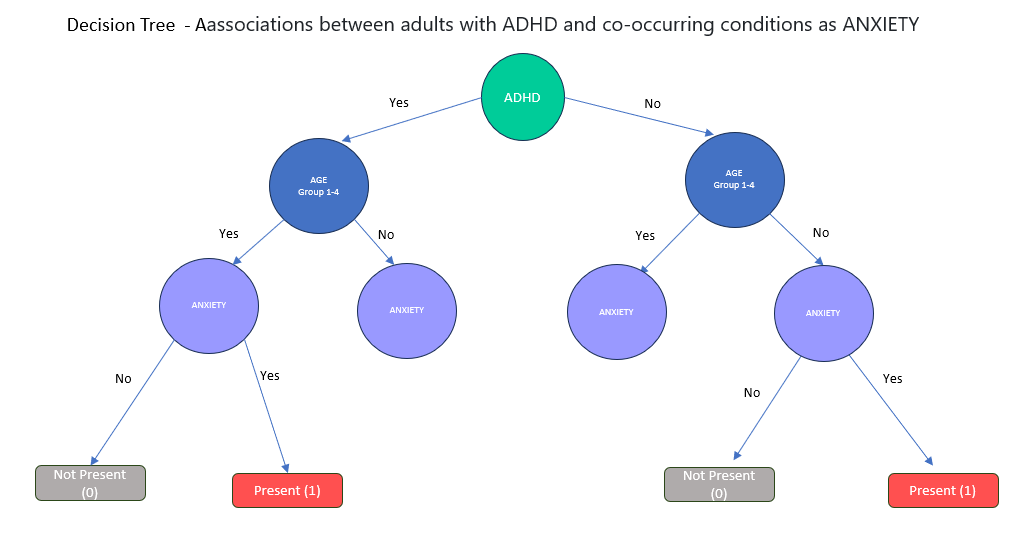 Decision Tree - Aassociations between adults with ADHD and co-occurring conditions as ANXIETY
ADHD
Yes
No
AGE
Group 1-4
AGE
Group 1-4
Yes
No
Yes
No
ANXIETY
ANXIETY
ANXIETY
ANXIETY
No
Yes
No
Yes
Not Present
(0)
Present (1)
Not Present
(0)
Present (1)